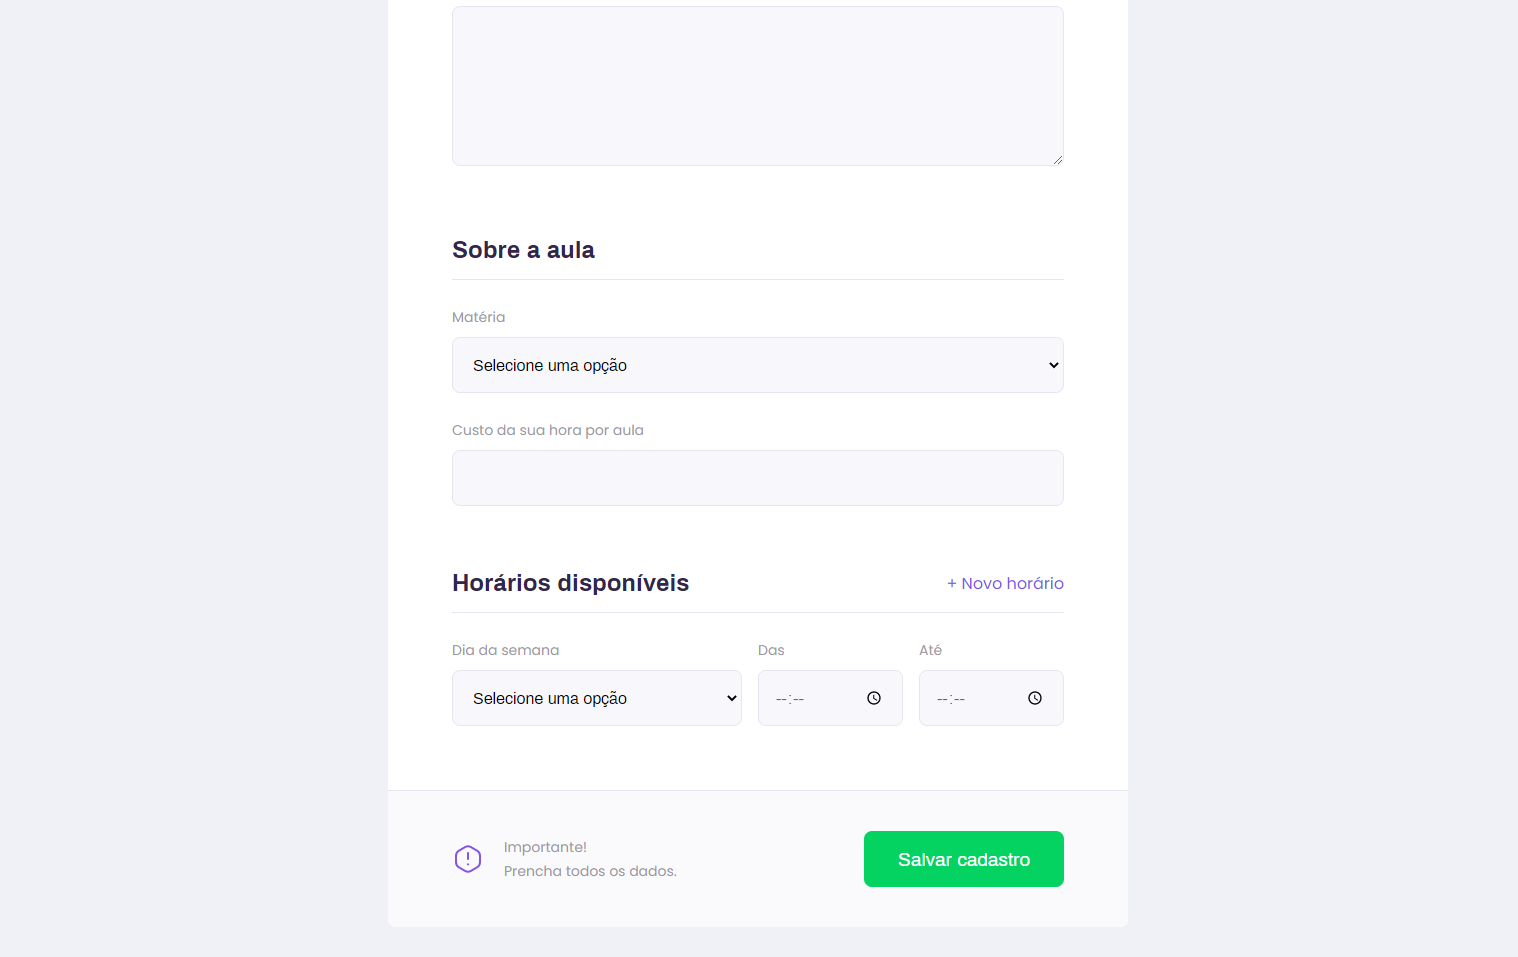 Sobre a aula
Matéria
Selecione uma opção
Custo da sua hora por aula
Horários disponíveis + Novo horário
Dia da semana Das Até
Selecione uma opção --:-- --:--
Importante!
Prencha todos os dados.
Salvar cadastro